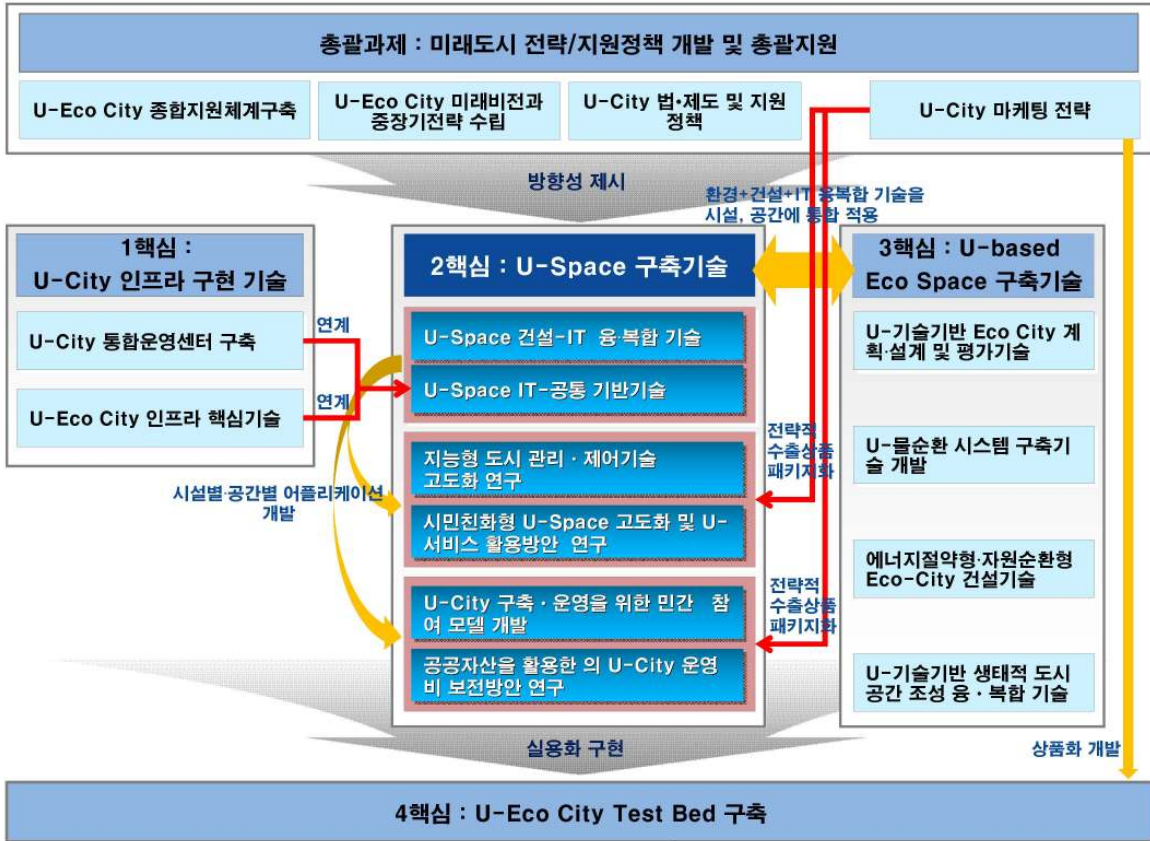 총괄과제 : 미래도시 전략/지원정책 개발 및 총괄지원
U-Eco City 종합지원체계구축
U-Eco City 미래비전과
중장기전략 수립
U-City 법•제도 및 지원
정책
U-City 마케팅 전략
방향성 제시
환경+건설+IT 융복합 기술을
시설, 공간에 통합 적용
1핵심 :
U-City 인프라 구현 기술
U-City 통합운영센터 구축
U-Eco City 인프라 핵심기술
연계
연계
시설별·공간별 어플리케이션
개발
2핵심 : U-Space 구축기술
U-Space 건설-IT 융·복합 기술
U-Space IT-공통 기반기술
지능형 도시 관리·제어기술
고도화 연구
시민친화형 U-Space 고도화 및 U-
서비스 활용방안 연구
U-City 구축·운영을 위한 민간 참
여 모델 개발
공공자산을 활용한 의 U-City 운영
비 보전방안 연구
전략적
수출상품
패키지화
전략적
수출상품
패키지화
3핵심 : U-based
Eco Space 구축기술
U-기술기반 Eco City 계
획·설계 및 평가기술
U-물순환 시스템 구축기
술 개발
에너지절약형·자원순환형
Eco-City 건설기술
U-기술기반 생태적 도시
공간 조성 융·복합 기술
실용화 구현
상품화 개발
4핵심 : U-Eco City Test Bed 구축